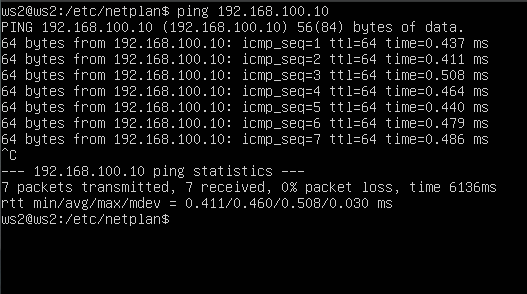 ws2@ws2:/etc/netplan$ ping 192.168.100.10
PING 192.168.100.10 (192.168.100.10) 56(84) bytes of data.
64 bytes from 192.168.100.10: icmp_seq=1 ttl=64 time=0.437 ms
64 bytes from 192.168.100.10: icmp_seq=2 ttl=64 time=0.411 ms
64 bytes from 192.168.100.10: icmp_seq=3 ttl=64 time=0.508 ms
64 bytes from 192.168.100.10: icmp_seq=4 ttl=64 time=0.464 ms
64 bytes from 192.168.100.10: icmp_seq=5 ttl=64 time=0.440 ms
64 bytes from 192.168.100.10: icmp_seq=6 ttl=64 time=0.479 ms
64 bytes from 192.168.100.10: icmp_seq=7 ttl=64 time=0.486 ms
^C
--- 192.168.100.10 ping statistics ---
7 packets transmitted, 7 received, 0% packet loss, time 6136ms
rtt min/avg/max/mdev = 0.411/0.460/0.508/0.030 ms
ws2@ws2:/etc/netplan$